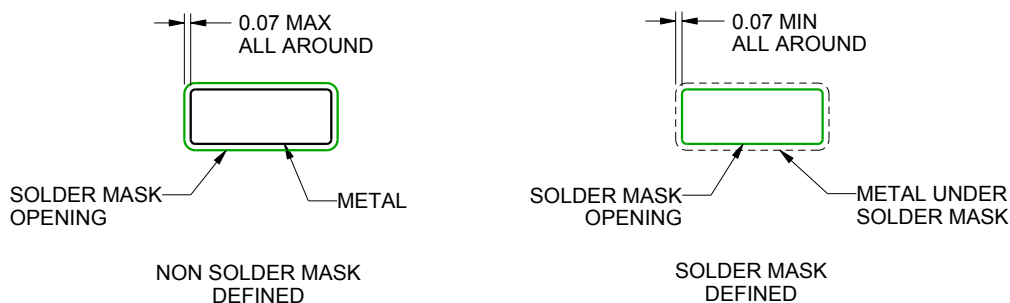 0.07 MAX
ALL AROUND
SOLDER MASK
OPENING
METAL
NON SOLDER MASK
DEFINED
0.07 MIN
ALL AROUND
SOLDER MASK
OPENING
METAL UNDER
SOLDER MASK
SOLDER MASK
DEFINED